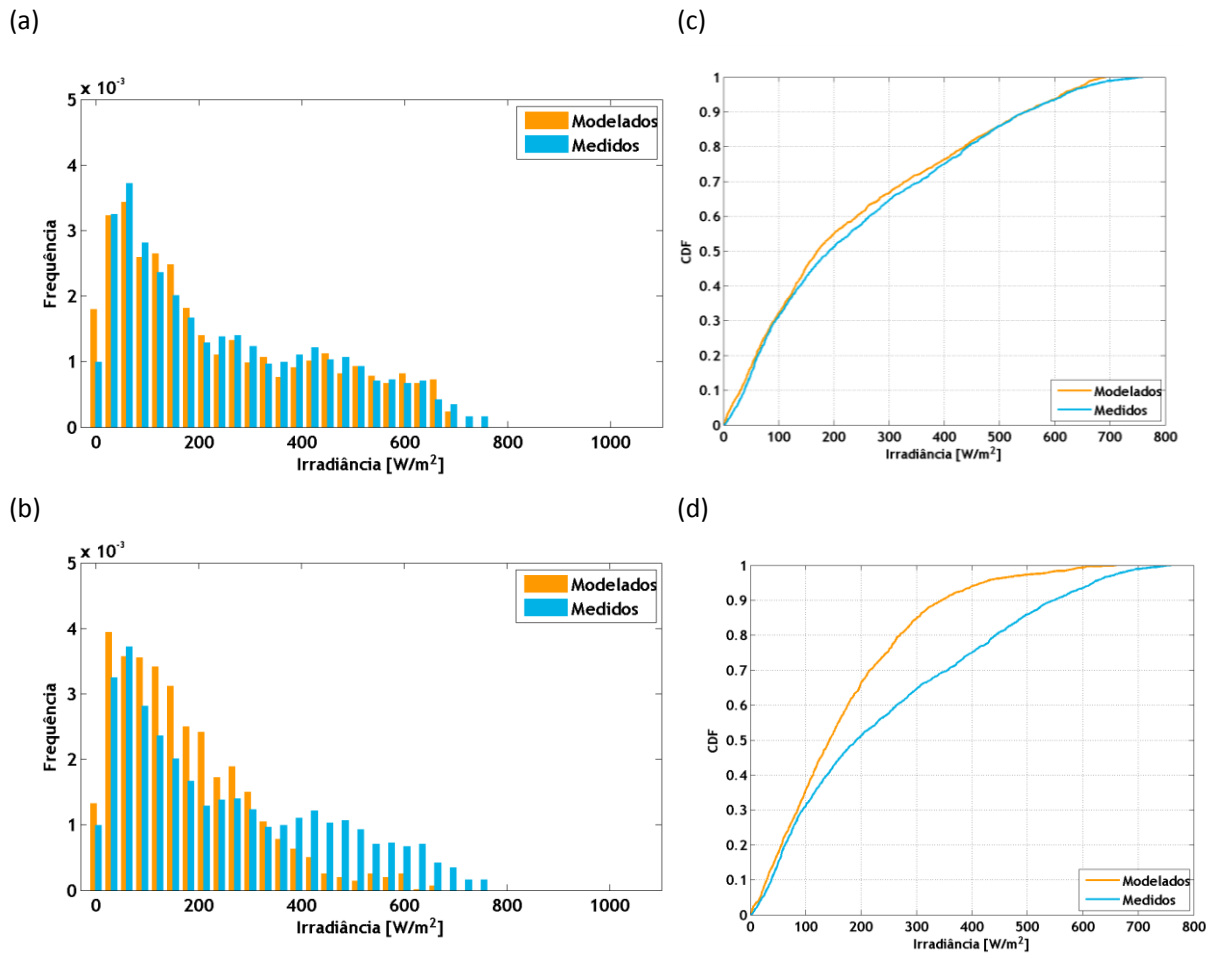 (a)
x 10-3
5
4
3
2
1
0
Frequência
0 200 400 600 800 1000
Irradiância [W/m2]
Modelados
Medidos
(c)
1
0.9
0.8
0.7
0.6
0.5
0.4
0.3
0.2
0.1
0
CDF
0 100 200 300 400 500 600 700 800
Irradiância [W/m2]
Modelados
Medidos
(b)
x 10-3
5
4
3
2
1
0
Frequência
0 200 400 600 800 1000
Irradiância [W/m2]
Modelados
Medidos
(d)
1
0.9
0.8
0.7
0.6
0.5
0.4
0.3
0.2
0.1
0
CDF
0 100 200 300 400 500 600 700 800
Irradiância [W/m2]
Modelados
Medidos